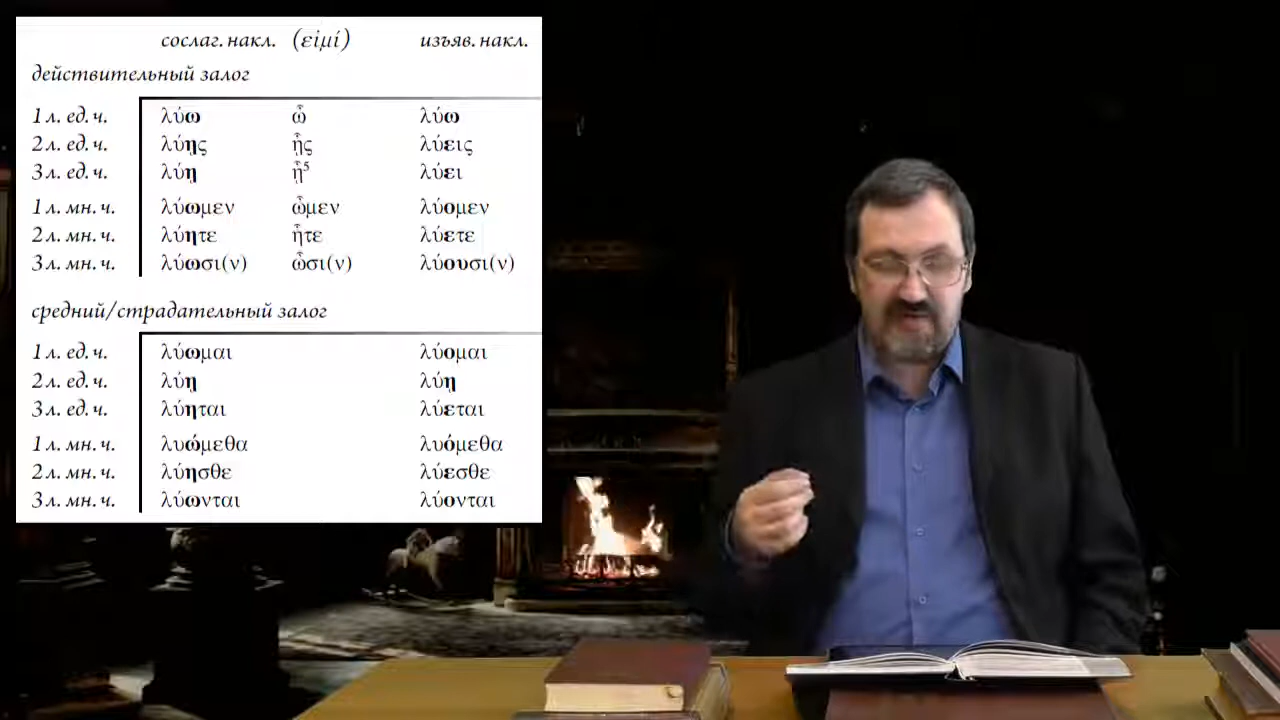 сослаг. накл. (εἰμί) изъяв. накл.
действительный залог
1 л. ед. ч. λύω ὦ λύω
2 л. ед. ч. λύῃς ᾖς λύεις
3 л. ед. ч. λύῃ ᾖ⁵ λύει
1 л. мн. ч. λύωμεν ὦμεν λύομεν
2 л. мн. ч. λύητε ἦτε λύετε
3 л. мн. ч. λύωσι(ν) ὦσι(ν) λύουσι(ν)
средний/страдательный залог
1 л. ед. ч. λύωμαι λύομαι
2 л. ед. ч. λύῃ λύῃ
3 л. ед. ч. λύηται λύεται
1 л. мн. ч. λυώμεθα λυόμεθα
2 л. мн. ч. λύησθε λύεσθε
3 л. мн. ч. λύωνται λύονται